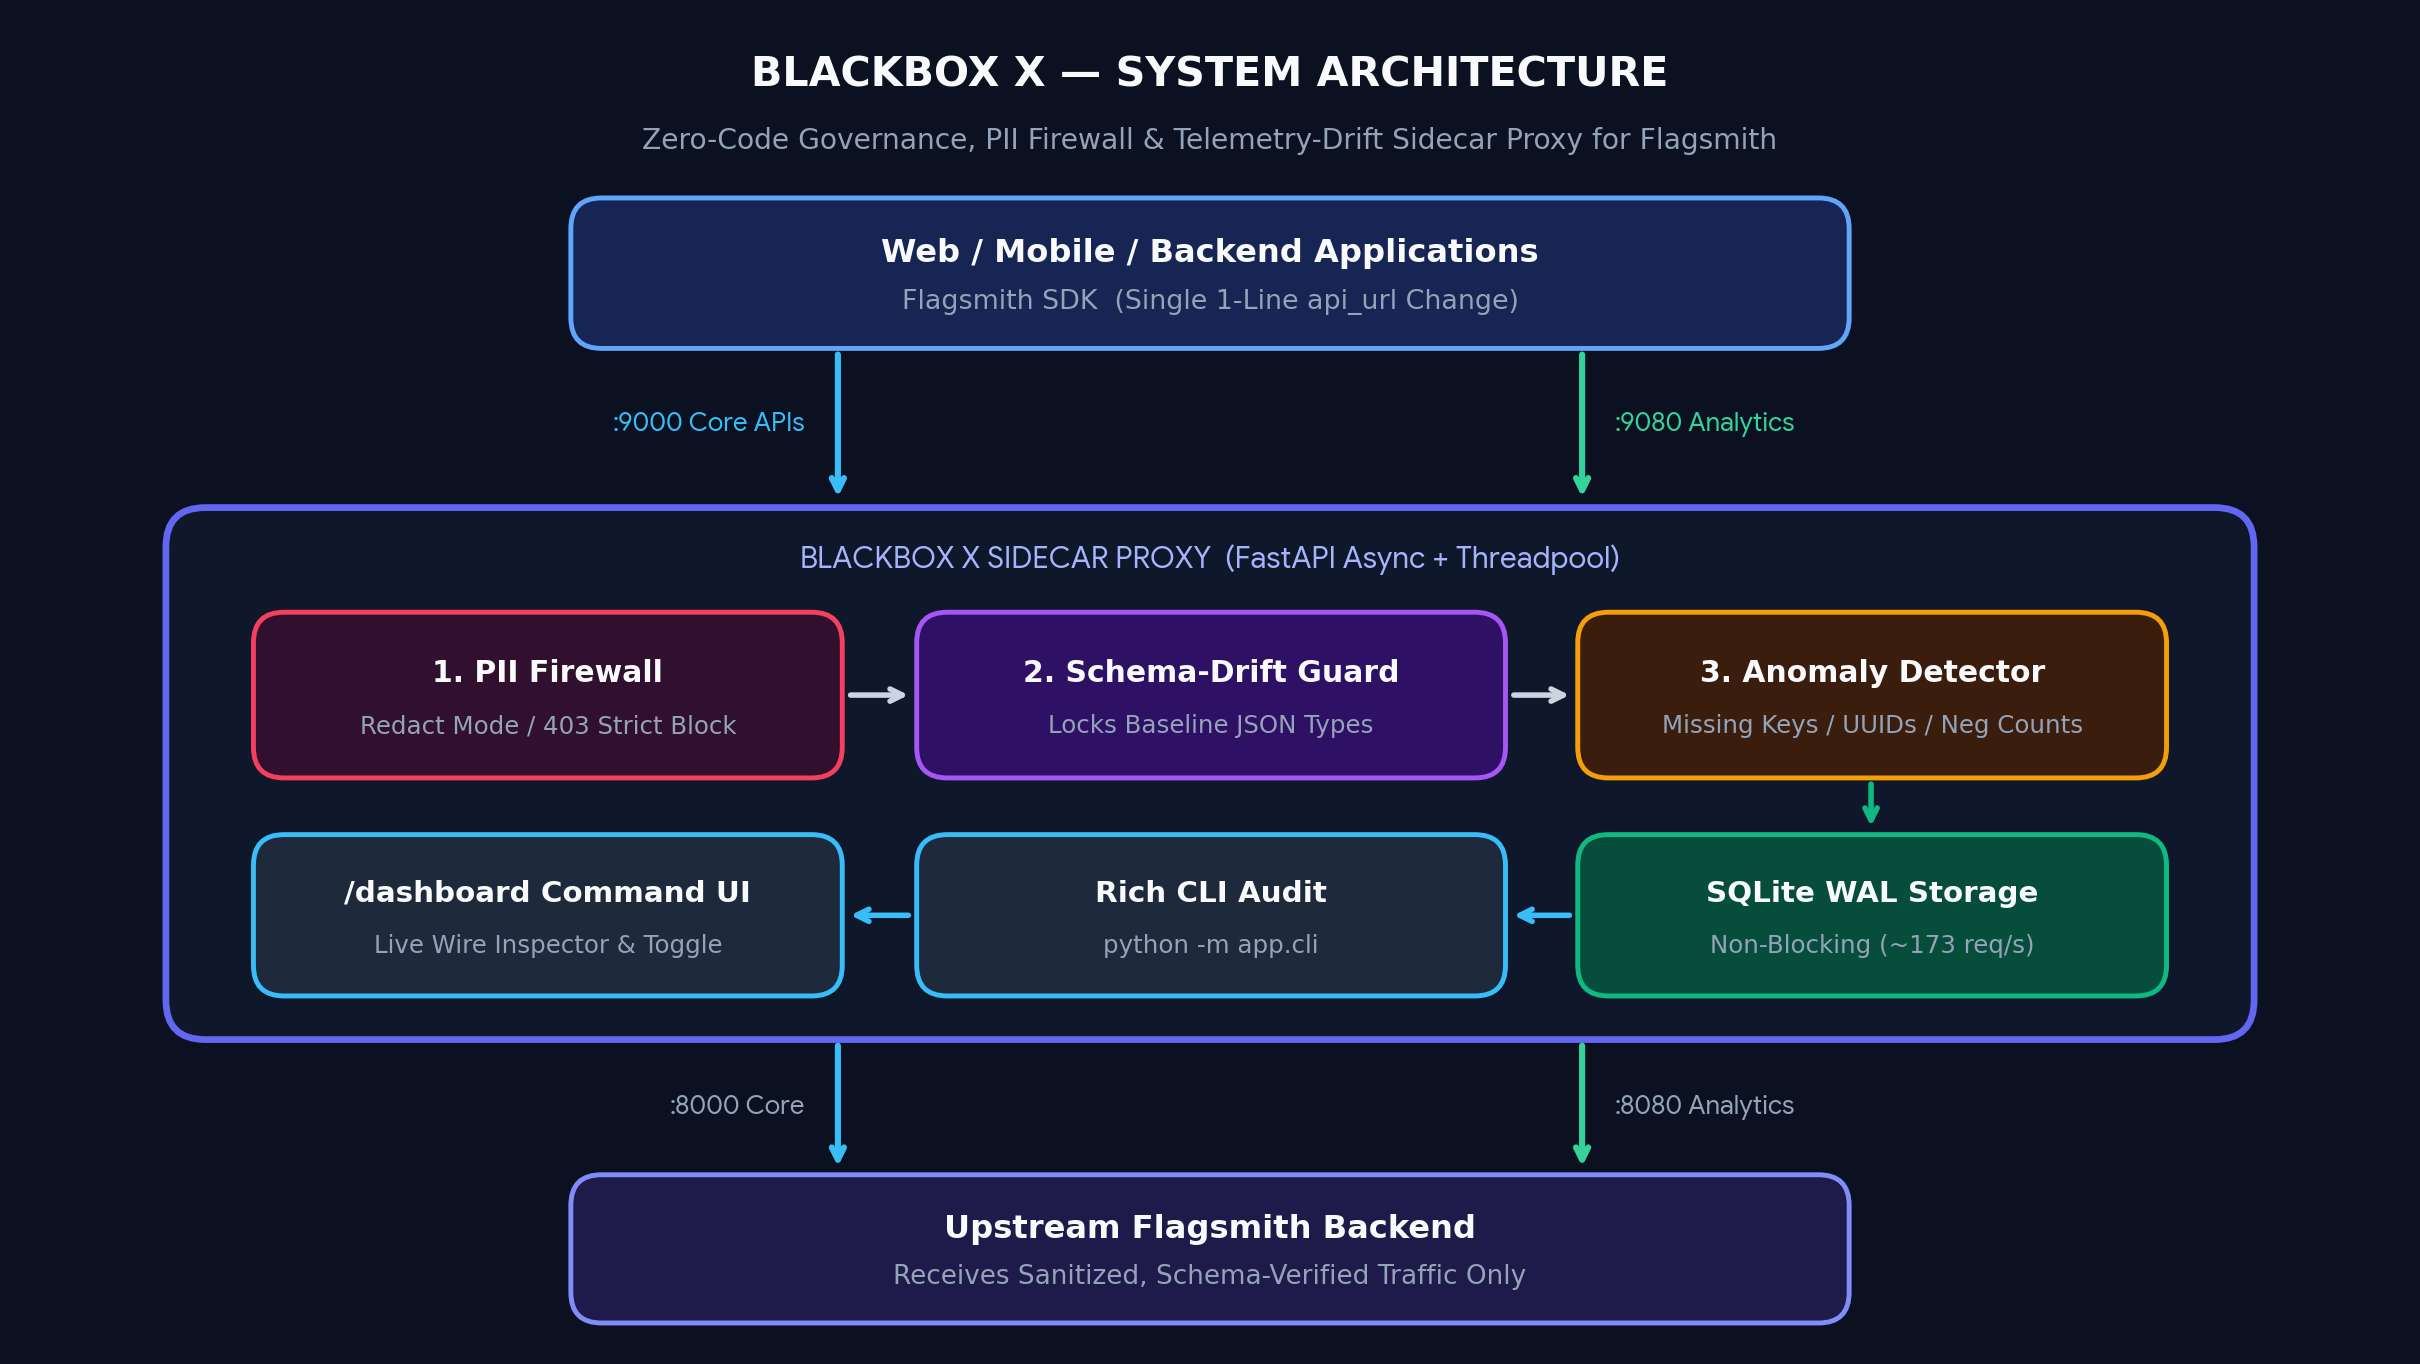 BLACKBOX X — SYSTEM ARCHITECTURE
Zero-Code Governance, PII Firewall & Telemetry-Drift Sidecar Proxy for Flagsmith
Web / Mobile / Backend Applications
Flagsmith SDK (Single 1-Line api_url Change)
:9000 Core APIs
:9080 Analytics
BLACKBOX X SIDECAR PROXY (FastAPI Async + Threadpool)
1. PII Firewall
Redact Mode / 403 Strict Block
2. Schema-Drift Guard
Locks Baseline JSON Types
3. Anomaly Detector
Missing Keys / UUIDs / Neg Counts
/dashboard Command UI
Live Wire Inspector & Toggle
Rich CLI Audit
python -m app.cli
SQLite WAL Storage
Non-Blocking (~173 req/s)
:8000 Core
:8080 Analytics
Upstream Flagsmith Backend
Receives Sanitized, Schema-Verified Traffic Only